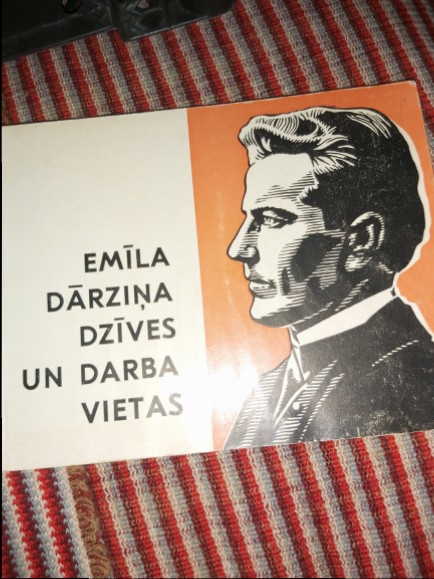 EMĪLA
DĀRZIŅA
DZĪVES
UN DARBA
VIETAS